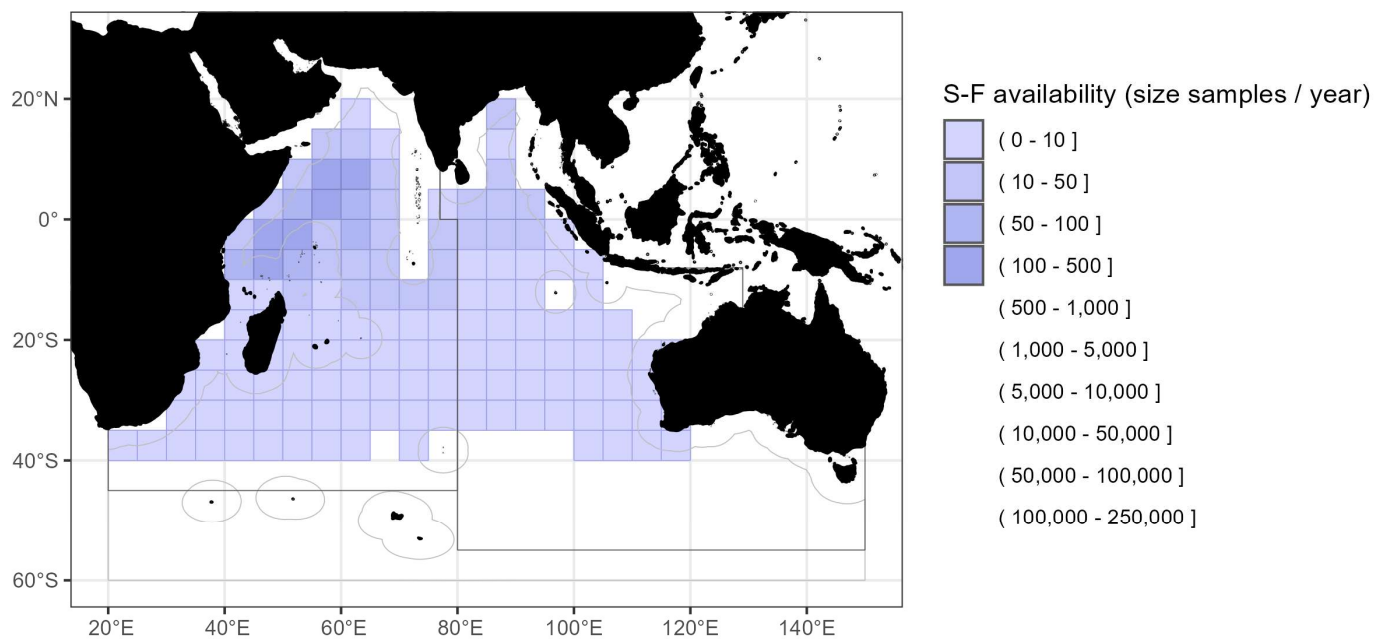 S-F availability (size samples / year)
( 0 - 10 ]
( 10 - 50 ]
( 50 - 100 ]
( 100 - 500 ]
( 500 - 1,000 ]
( 1,000 - 5,000 ]
( 5,000 - 10,000 ]
( 10,000 - 50,000 ]
( 50,000 - 100,000 ]
( 100,000 - 250,000 ]
20°N
0°
20°S
40°S
60°S
20°E 40°E 60°E 80°E 100°E 120°E 140°E